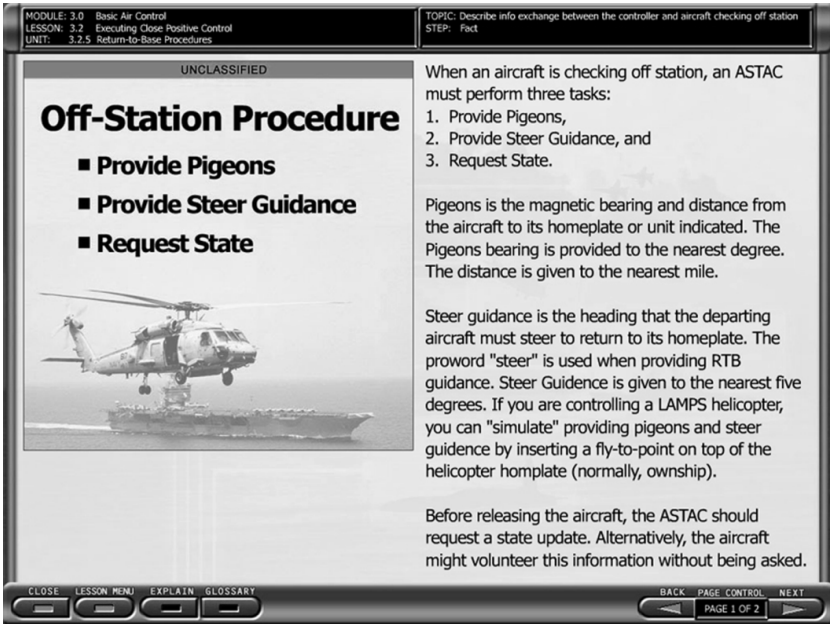 MODULE: 3.0 Basic Air Control
LESSON: 3.2 Executing Close Positive Control
UNIT: 3.2.5 Return-to-Base Procedures
TOPIC: Describe info exchange between the controller and aircraft checking off station
STEP: Fact
UNCLASSIFIED
Off-Station Procedure
■ Provide Pigeons
■ Provide Steer Guidance
■ Request State
When an aircraft is checking off station, an ASTAC
must perform three tasks:
1. Provide Pigeons,
2. Provide Steer Guidance, and
3. Request State.
Pigeons is the magnetic bearing and distance from
the aircraft to its homeplate or unit indicated. The
Pigeons bearing is provided to the nearest degree.
The distance is given to the nearest mile.
Steer guidance is the heading that the departing
aircraft must steer to return to its homeplate. The
proword "steer" is used when providing RTB
guidance. Steer Guidence is given to the nearest five
degrees. If you are controlling a LAMPS helicopter,
you can "simulate" providing pigeons and steer
guidence by inserting a fly-to-point on top of the
helicopter homplate (normally, ownship).
Before releasing the aircraft, the ASTAC should
request a state update. Alternatively, the aircraft
might volunteer this information without being asked.
CLOSE LESSON MENU EXPLAIN GLOSSARY
BACK PAGE CONTROL NEXT
PAGE 1 OF 2